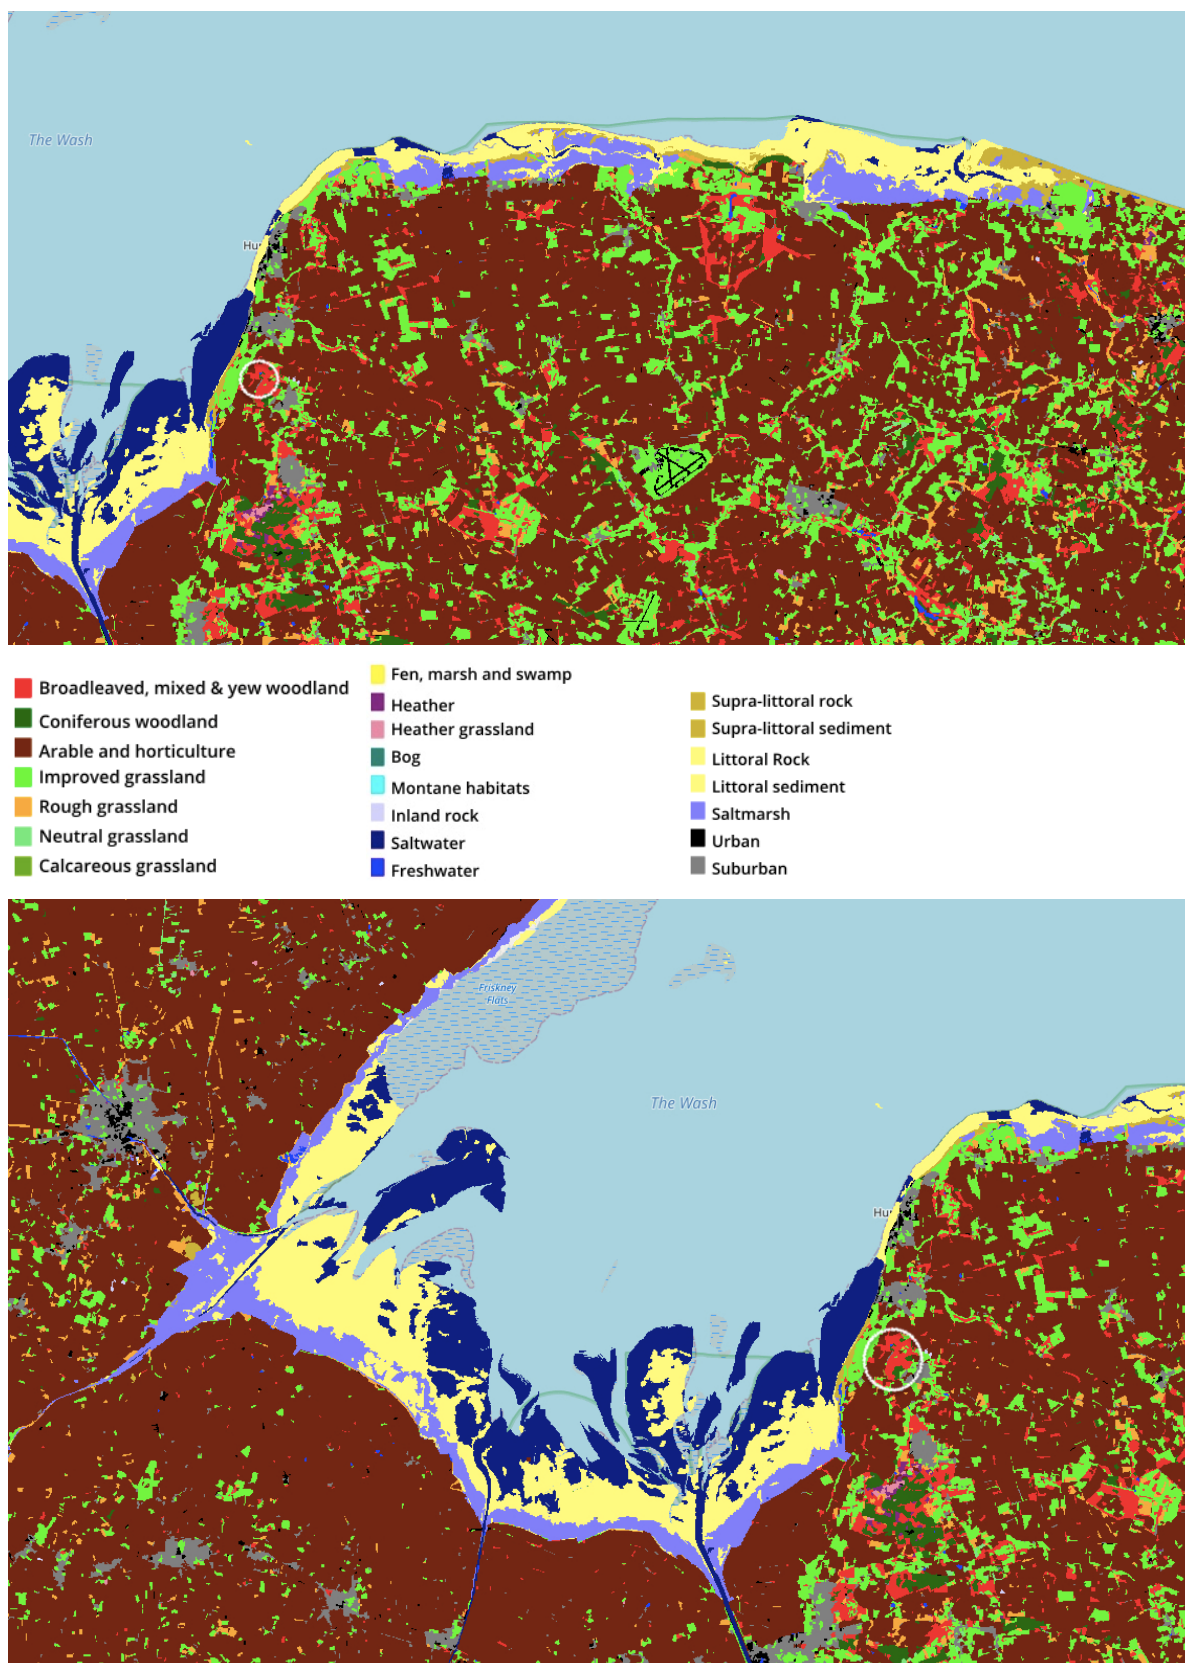 The Wash
Hu
Broadleaved, mixed & yew woodland
Coniferous woodland
Arable and horticulture
Improved grassland
Rough grassland
Neutral grassland
Calcareous grassland
Fen, marsh and swamp
Heather
Heather grassland
Bog
Montane habitats
Inland rock
Saltwater
Freshwater
Supra-littoral rock
Supra-littoral sediment
Littoral Rock
Littoral sediment
Saltmarsh
Urban
Suburban
Friskney
Flats
The Wash
Hu